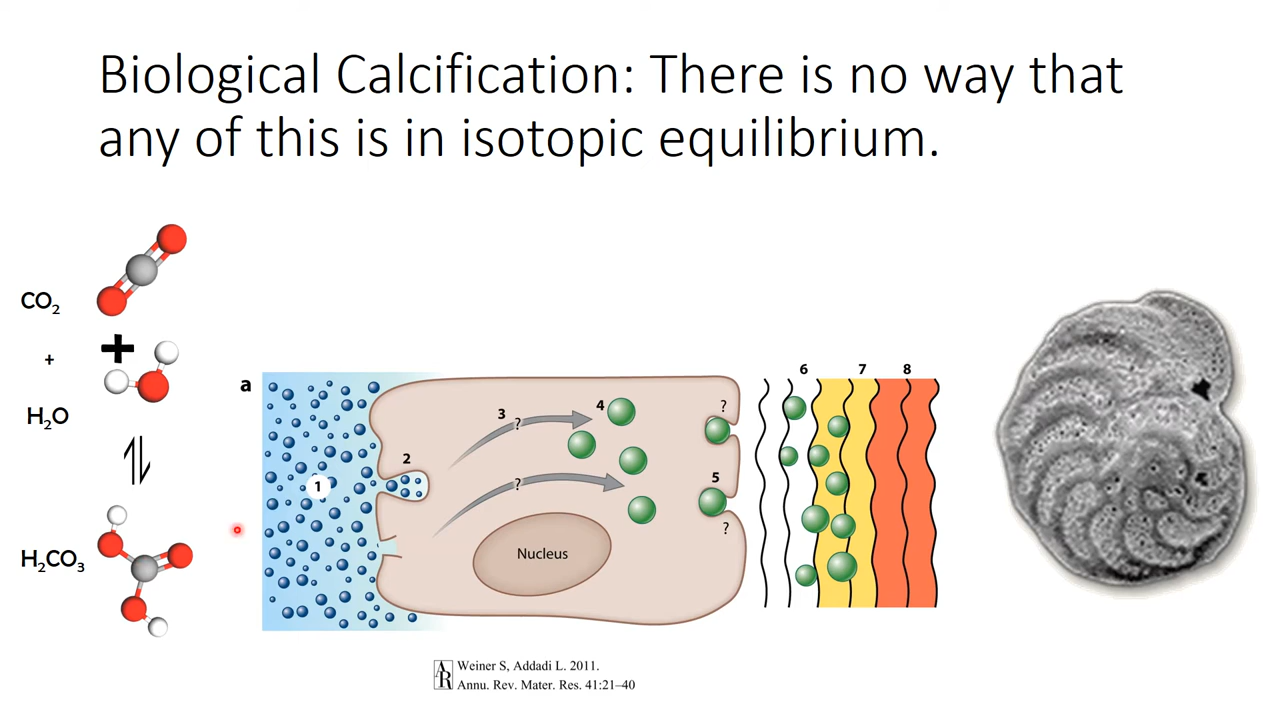 Biological Calcification: There is no way that
any of this is in isotopic equilibrium.
CO₂
+
H₂O
H₂CO₃
a
1
2
3
?
4
?
Nucleus
?
5
?
6
7
8
AR
Weiner S, Addadi L. 2011.
Annu. Rev. Mater. Res. 41:21–40